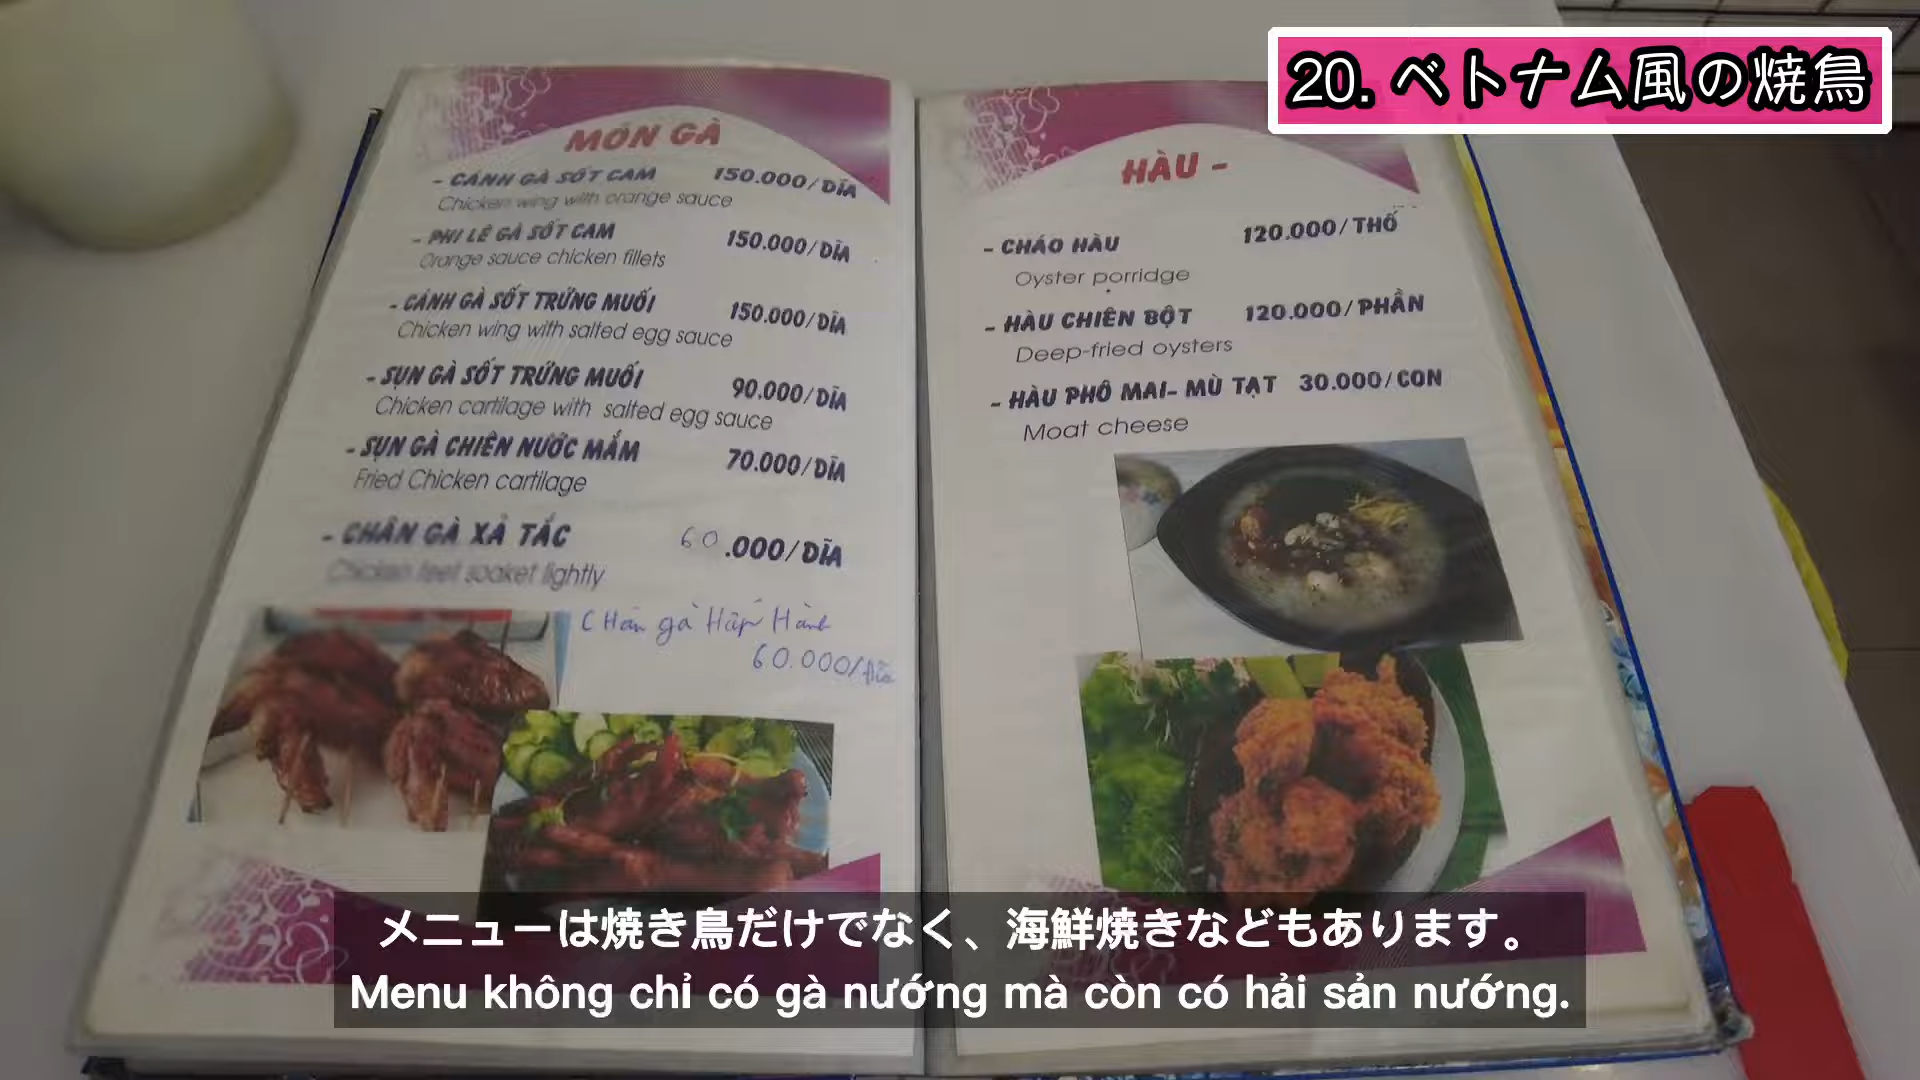 20. ベトナム風の焼鳥
MÓN GÀ
- CÁNH GÀ SỐT CAM 150.000/DĨA
Chicken wing with orange sauce
- PHI LÊ GÀ SỐT CAM 150.000/DĨA
Orange sauce chicken fillets
- CÁNH GÀ SỐT TRỨNG MUỐI 150.000/DĨA
Chicken wing with salted egg sauce
- SỤN GÀ SỐT TRỨNG MUỐI 90.000/DĨA
Chicken cartilage with salted egg sauce
- SỤN GÀ CHIÊN NƯỚC MẮM 70.000/DĨA
Fried Chicken cartilage
- CHÂN GÀ XẢ TẮC 60.000/DĨA
Chicken feet soaket lightly
Chân gà Hấp Hành
60.000/Dĩa
HÀU -
- CHÁO HÀU 120.000/THỐ
Oyster porridge
- HÀU CHIÊN BỘT 120.000/PHẦN
Deep-fried oysters
- HÀU PHÔ MAI- MÙ TẠT 30.000/CON
Moat cheese
メニューは焼き鳥だけでなく、海鮮焼きなどもあります。
Menu không chỉ có gà nướng mà còn có hải sản nướng.